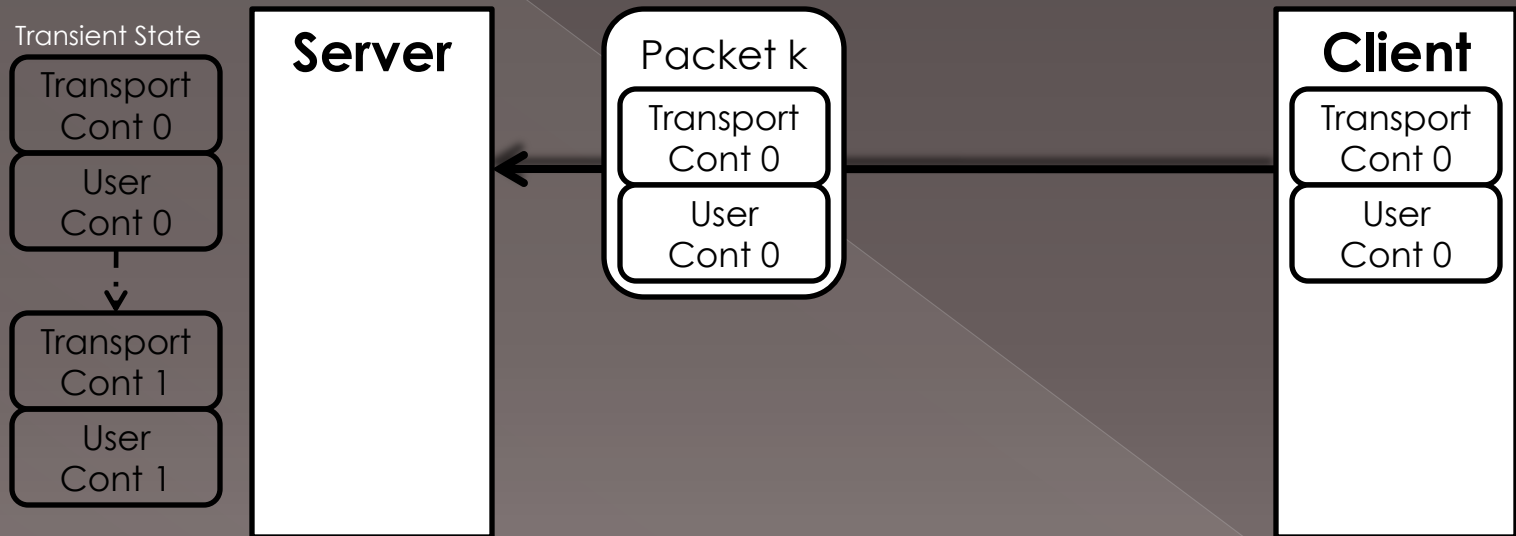 Transient State
Transport
Cont 0
User
Cont 0
Transport
Cont 1
User
Cont 1
Server
Packet k
Transport
Cont 0
User
Cont 0
Client
Transport
Cont 0
User
Cont 0